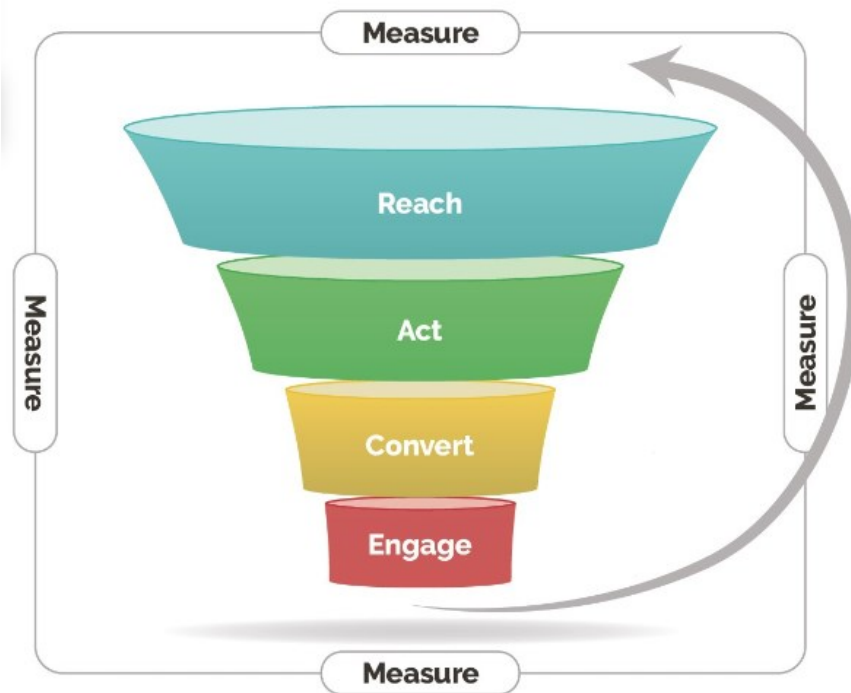 Measure
Reach
Act
Measure
Measure
Convert
Engage
Measure